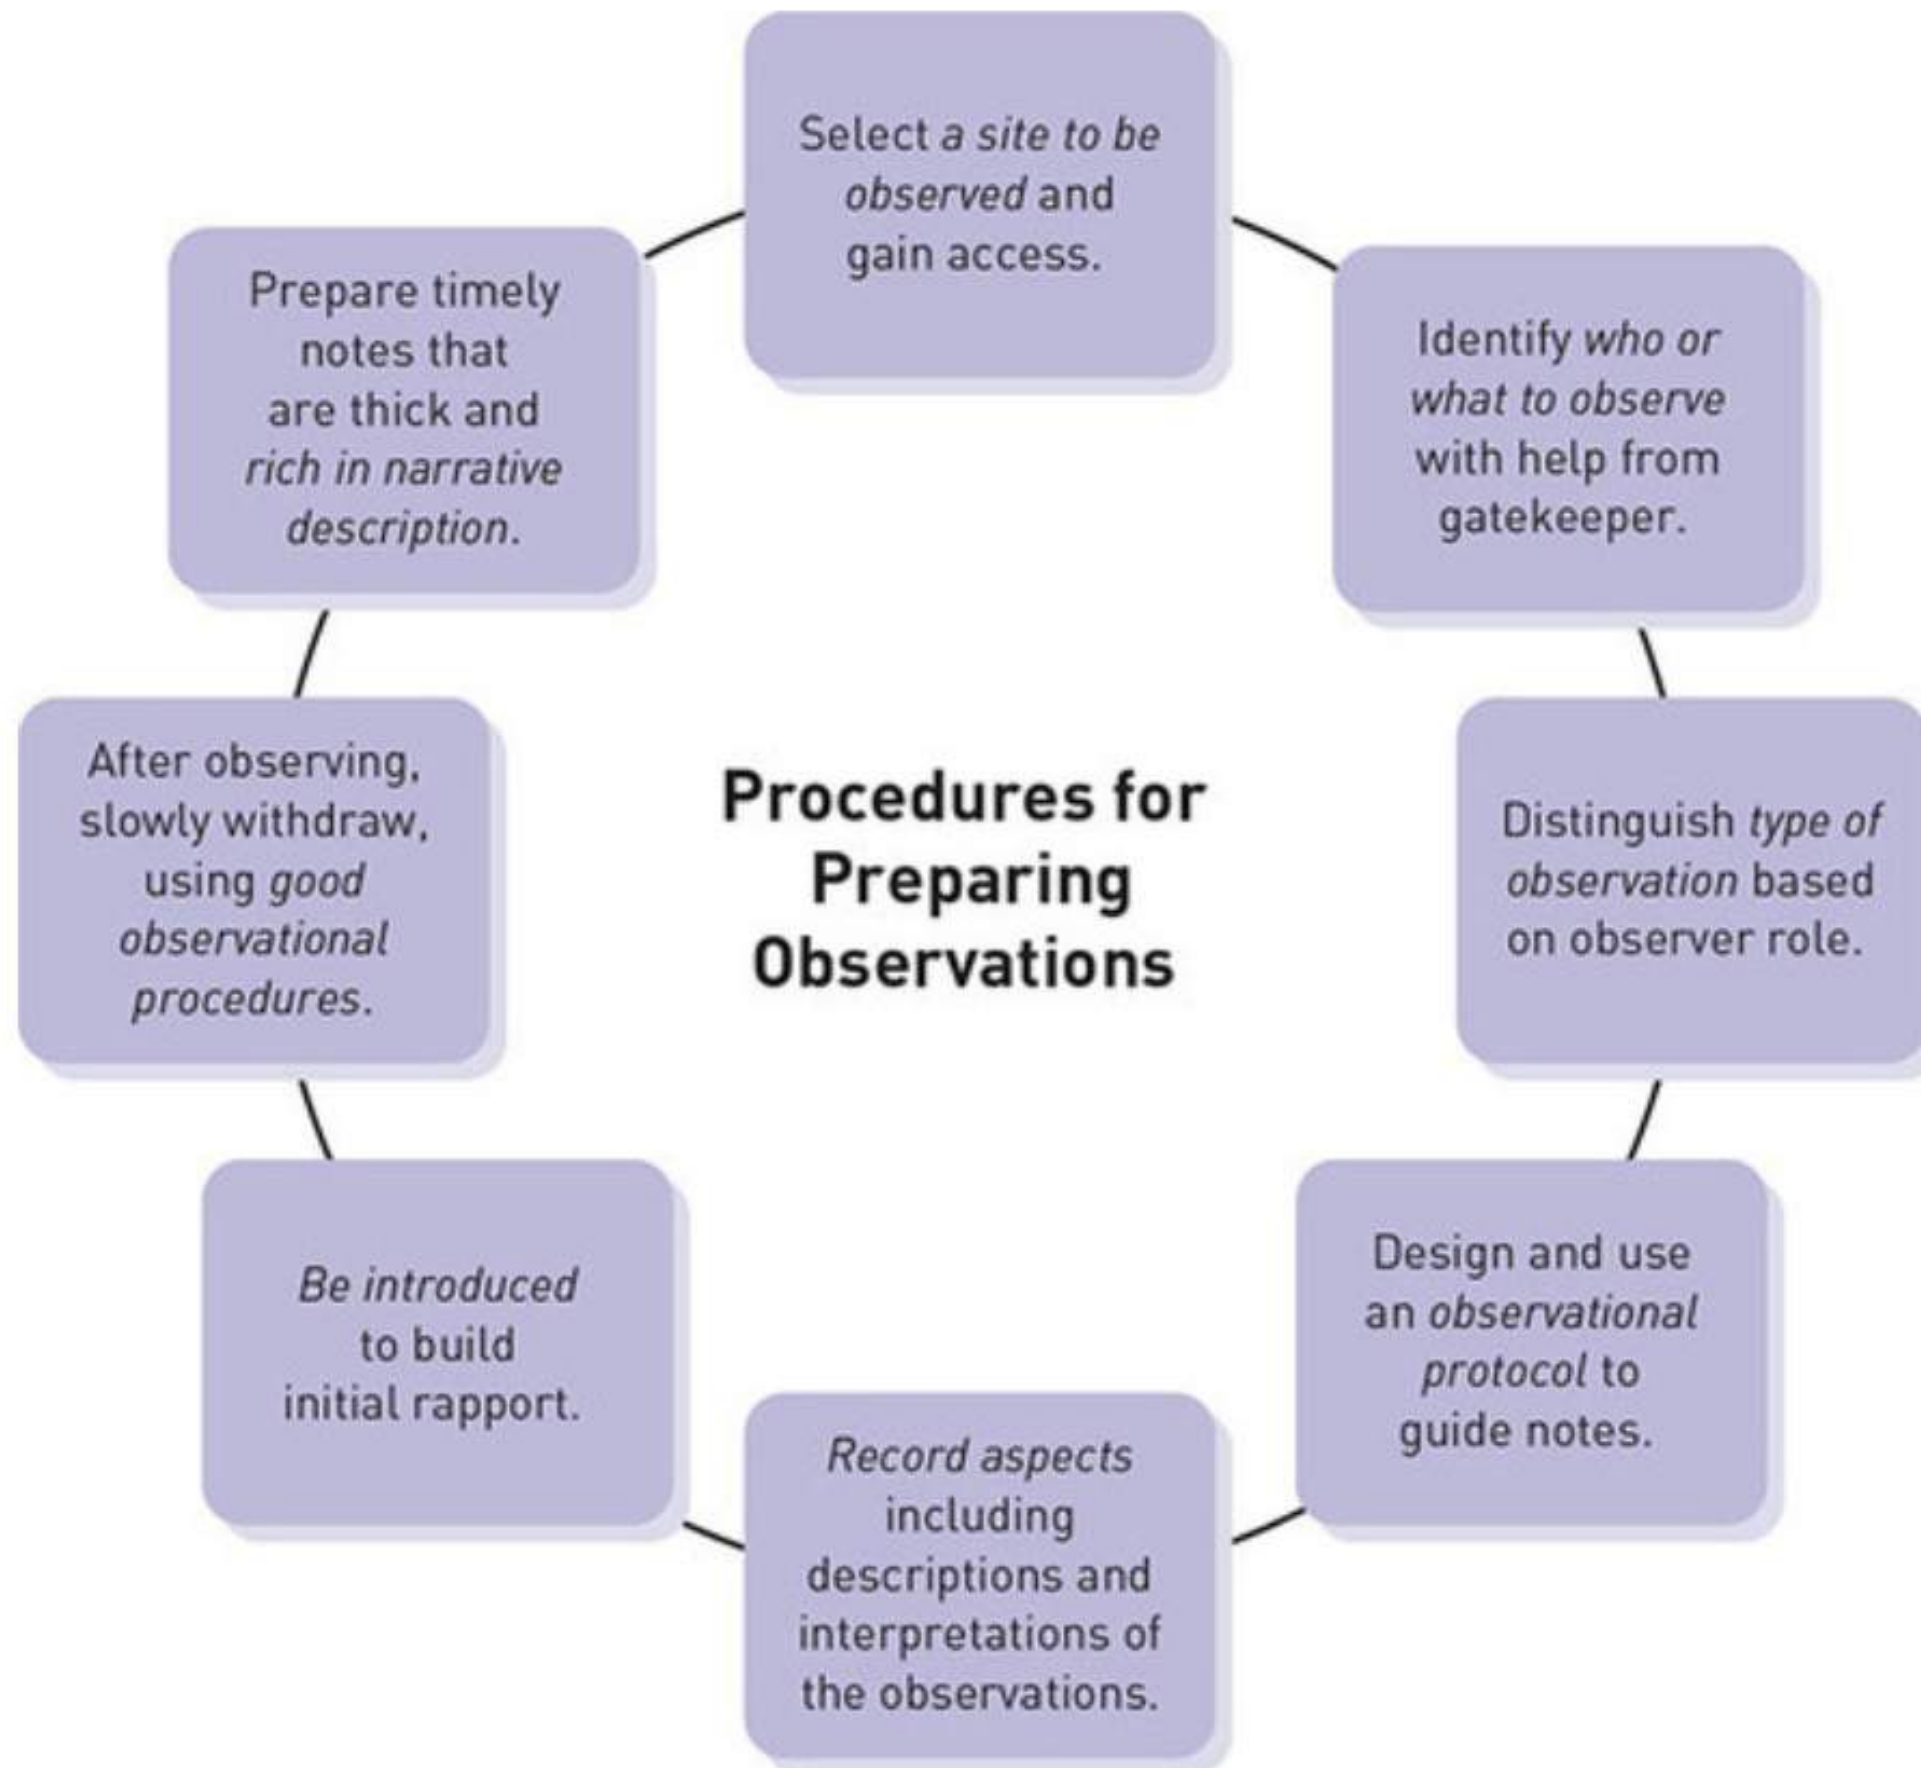 Select a site to be
observed and
gain access.
Identify who or
what to observe
with help from
gatekeeper.
Distinguish type of
observation based
on observer role.
Design and use
an observational
protocol to
guide notes.
Record aspects
including
descriptions and
interpretations of
the observations.
Be introduced
to build
initial rapport.
After observing,
slowly withdraw,
using good
observational
procedures.
Prepare timely
notes that
are thick and
rich in narrative
description.
Procedures for
Preparing
Observations